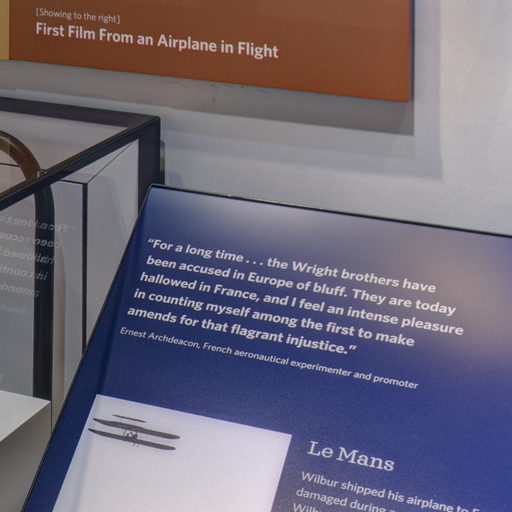 [Showing to the right]
First Film From an Airplane in Flight
“For a long time . . . the Wright brothers have
been accused in Europe of bluff. They are today
hallowed in France, and I feel an intense pleasure
in counting myself among the first to make
amends for that flagrant injustice.”
Ernest Archdeacon, French aeronautical experimenter and promoter
Le Mans
Wilbur shipped his airplane to
damaged during